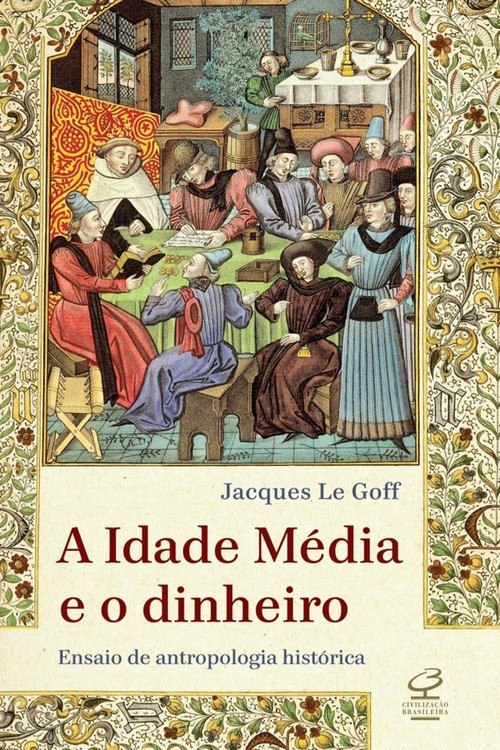 Jacques Le Goff
A Idade Média
e o dinheiro
Ensaio de antropologia histórica
CIVILIZAÇÃO
BRASILEIRA